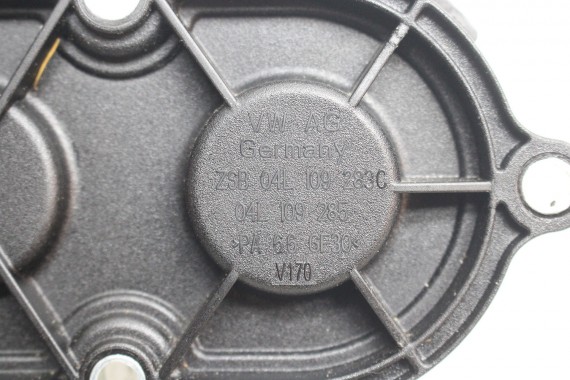 VW AG
Germany
ZSB 04L 109 283C
04L 109 285
>PA 66 GF30<
V170